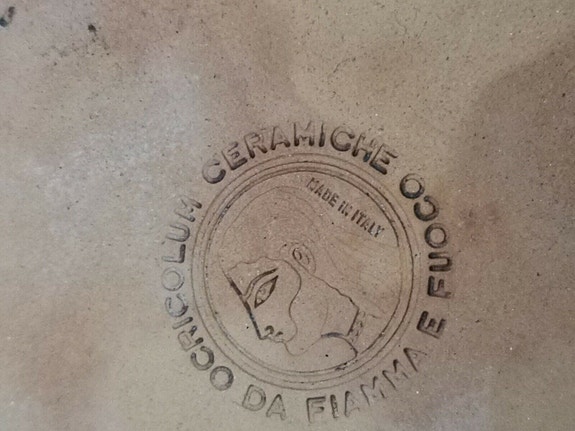 OCRICOLUM CERAMICHE DA FIAMMA E FUOCO
MADE IN ITALY